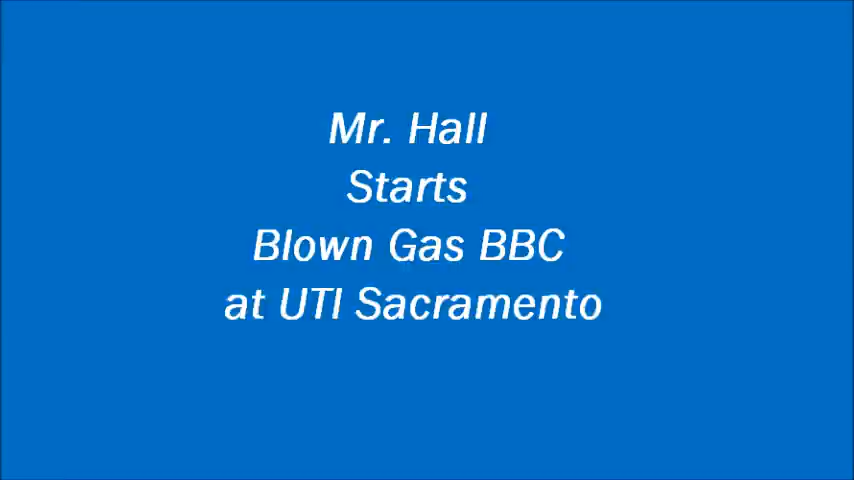 Mr. Hall
Starts
Blown Gas BBC
at UTI Sacramento